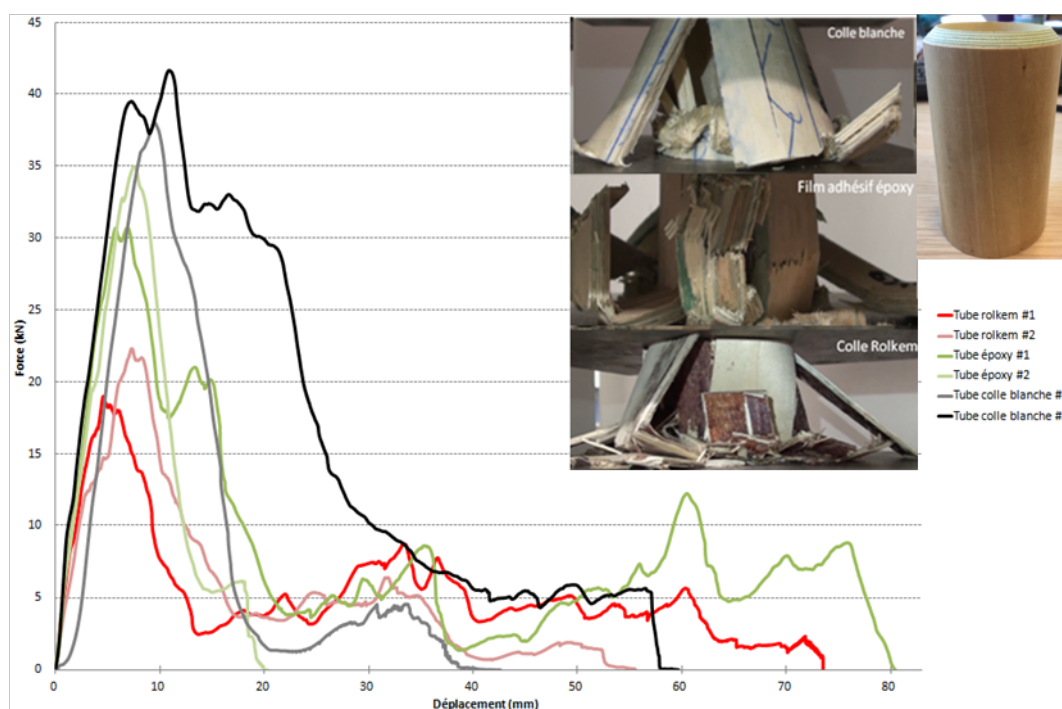 45
40
35
30
25
20
15
10
5
0
Force (kN)
0 10 20 30 40 50 60 70 80
Déplacement (mm)
Colle blanche
Film adhésif époxy
Colle Rolkem
Tube rolkem #1
Tube rolkem #2
Tube époxy #1
Tube époxy #2
Tube colle blanche #
Tube colle blanche #